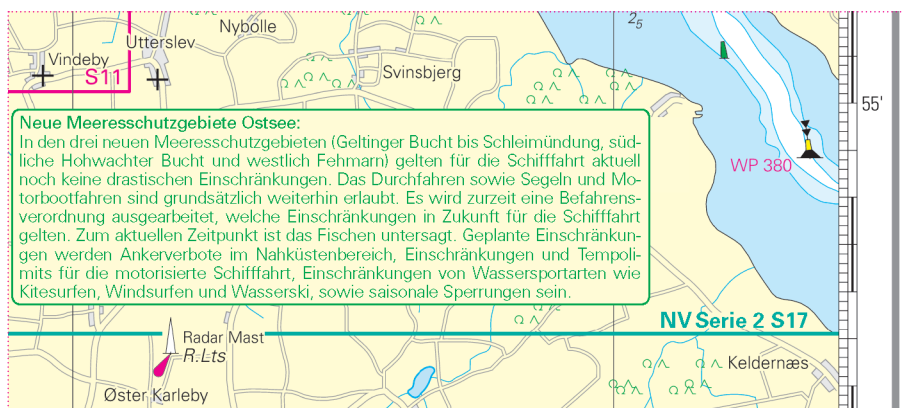 Nybølle
2₅
Utterslev
Vindeby
S11
Svinsbjerg
55'
Neue Meeresschutzgebiete Ostsee:
In den drei neuen Meeresschutzgebieten (Geltinger Bucht bis Schleimündung, süd-
liche Hohwachter Bucht und westlich Fehmarn) gelten für die Schifffahrt aktuell
noch keine drastischen Einschränkungen. Das Durchfahren sowie Segeln und Mo-
torbootfahren sind grundsätzlich weiterhin erlaubt. Es wird zurzeit eine Befahrens-
verordnung ausgearbeitet, welche Einschränkungen in Zukunft für die Schifffahrt
gelten. Zum aktuellen Zeitpunkt ist das Fischen untersagt. Geplante Einschränkun-
gen werden Ankerverbote im Nahküstenbereich, Einschränkungen und Tempoli-
mits für die motorisierte Schifffahrt, Einschränkungen von Wassersportarten wie
Kitesurfen, Windsurfen und Wasserski, sowie saisonale Sperrungen sein.
WP 380
NV Serie 2 S17
Radar Mast
R.Lts
Keldernæs
Øster Karleby